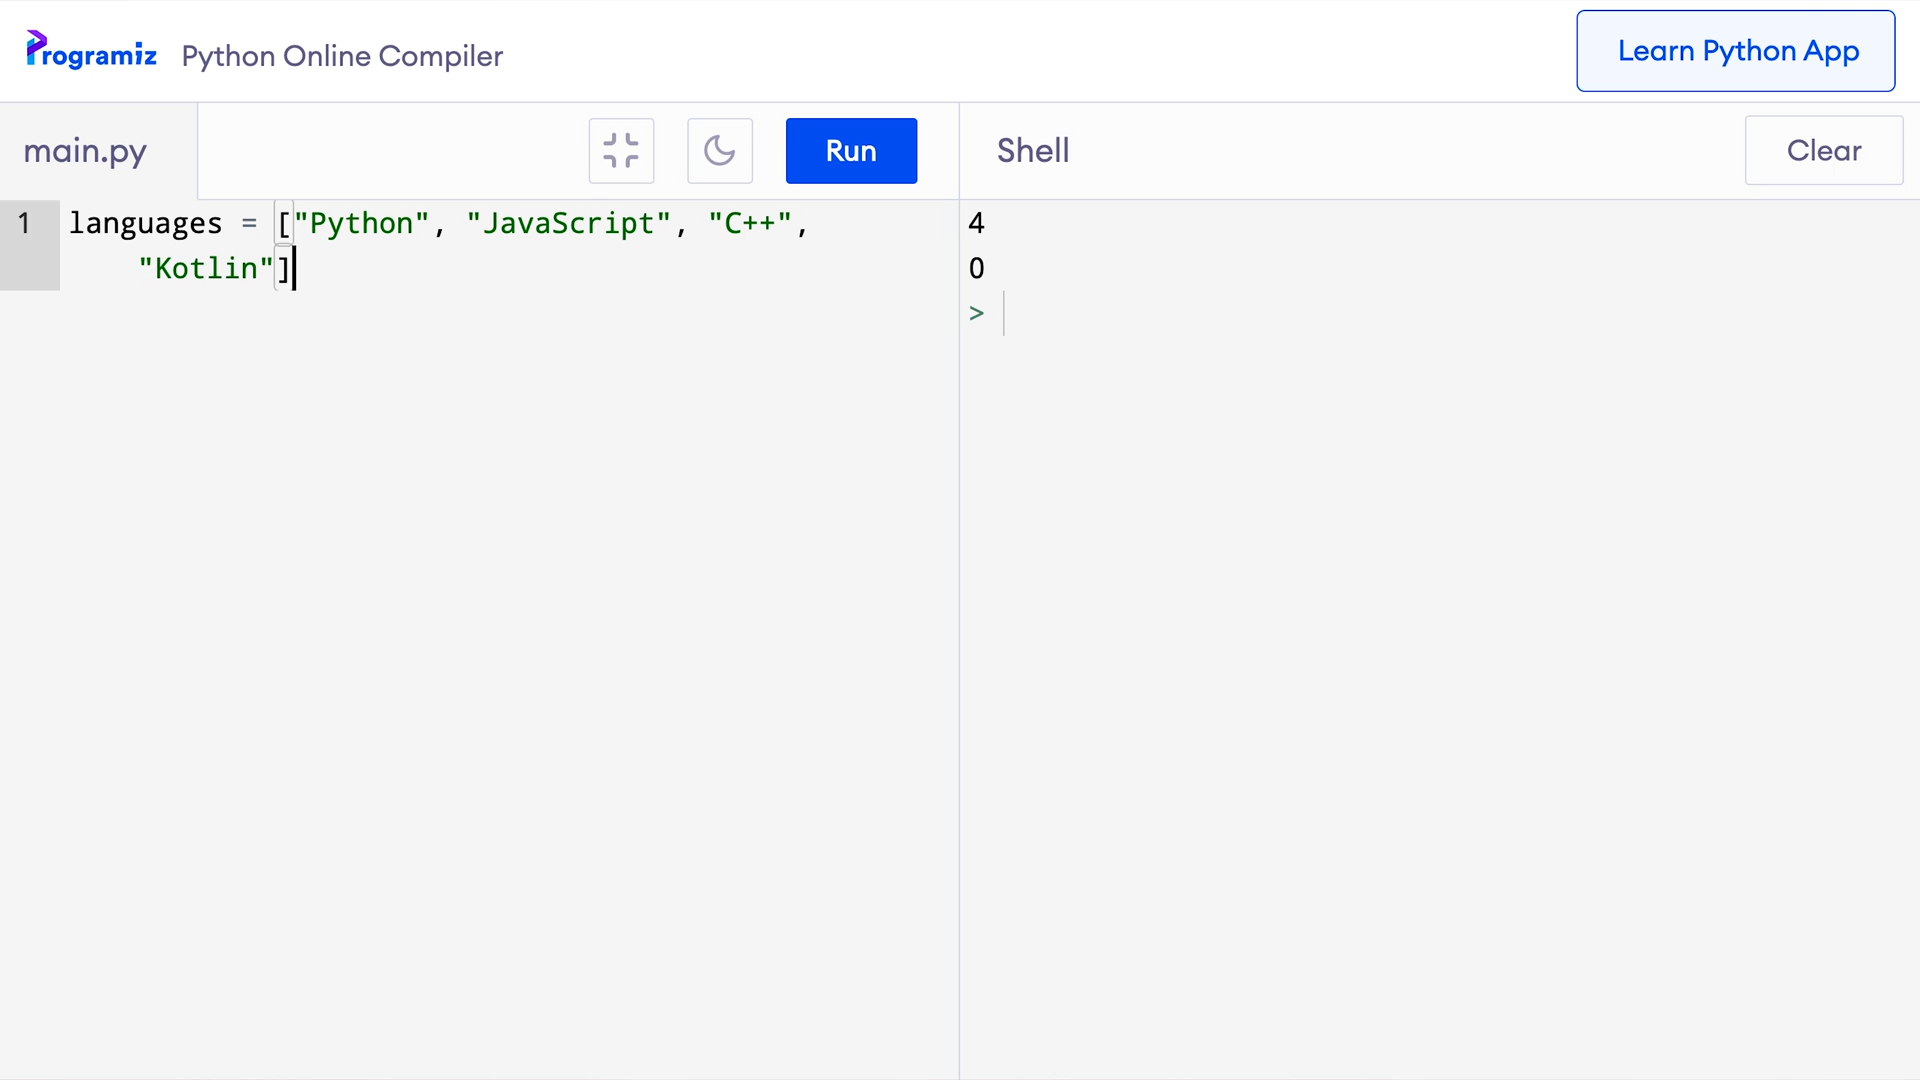 Programiz Python Online Compiler
Learn Python App
main.py
Run
Shell
Clear
1 languages = ["Python", "JavaScript", "C++",
"Kotlin"]
4
0
>